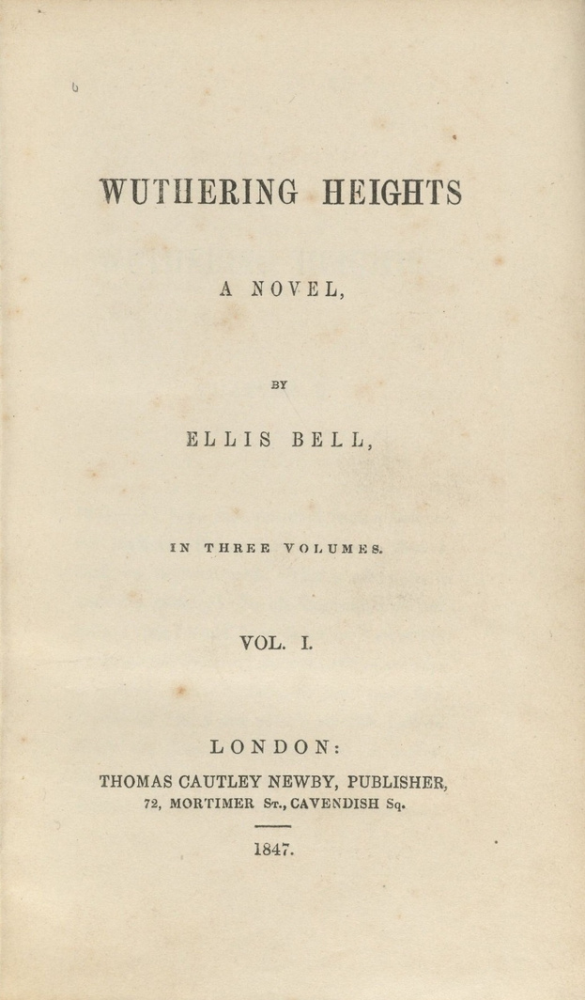 WUTHERING HEIGHTS
A NOVEL,
BY
ELLIS BELL,
IN THREE VOLUMES.
VOL. I.
LONDON:
THOMAS CAUTLEY NEWBY, PUBLISHER,
72, MORTIMER St., CAVENDISH Sq.
1847.